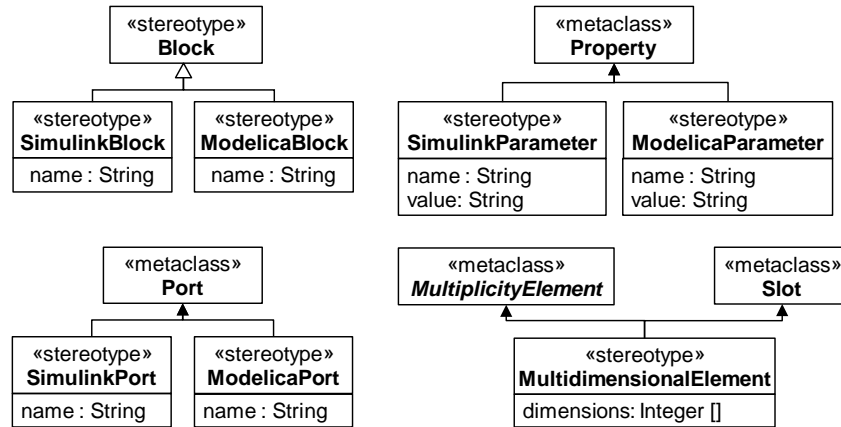 «stereotype»
Block
«stereotype»
SimulinkBlock
name : String
«stereotype»
ModelicaBlock
name : String
«metaclass»
Property
«stereotype»
SimulinkParameter
name : String
value: String
«stereotype»
ModelicaParameter
name : String
value: String
«metaclass»
Port
«stereotype»
SimulinkPort
name : String
«stereotype»
ModelicaPort
name : String
«metaclass»
MultiplicityElement
«metaclass»
Slot
«stereotype»
MultidimensionalElement
dimensions: Integer []